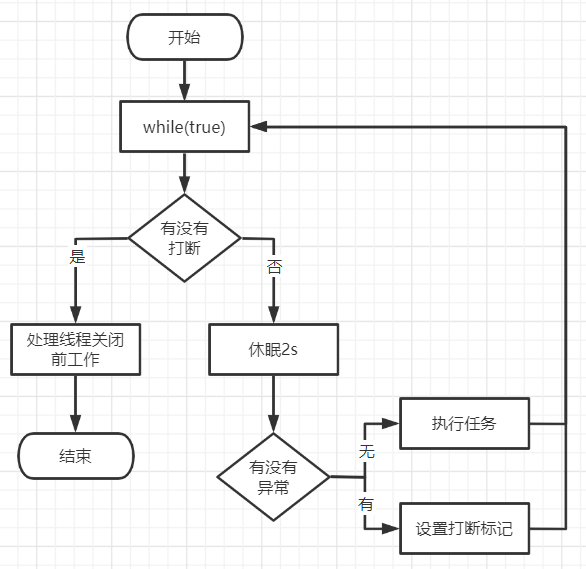 开始
while(true)
有没有
打断
是
否
处理线程关闭
前工作
休眠2s
结束
有没有
异常
无
执行任务
有
设置打断标记